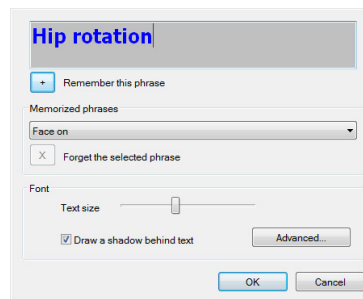 Hip rotation
+ Remember this phrase
Memorized phrases
Face on
X Forget the selected phrase
Font
Text size
Draw a shadow behind text
Advanced...
OK Cancel